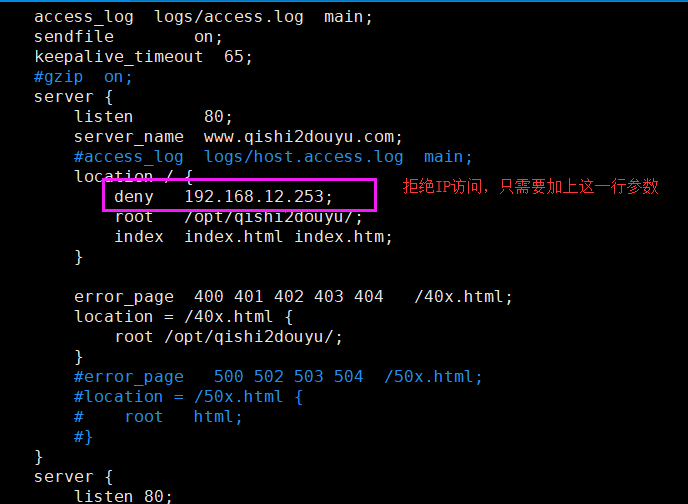 access_log  logs/access.log  main;
sendfile        on;
keepalive_timeout  65;
#gzip  on;
server {
    listen       80;
    server_name  www.qishi2douyu.com;
    #access_log  logs/host.access.log  main;
    location / {
        deny   192.168.12.253; 拒绝IP访问，只需要加上这一行参数
        root   /opt/qishi2douyu/;
        index  index.html index.htm;
    }
    error_page  400 401 402 403 404   /40x.html;
    location = /40x.html {
        root /opt/qishi2douyu/;
    }
    #error_page   500 502 503 504  /50x.html;
    #location = /50x.html {
    #    root   html;
    #}
}
server {
    listen 80;